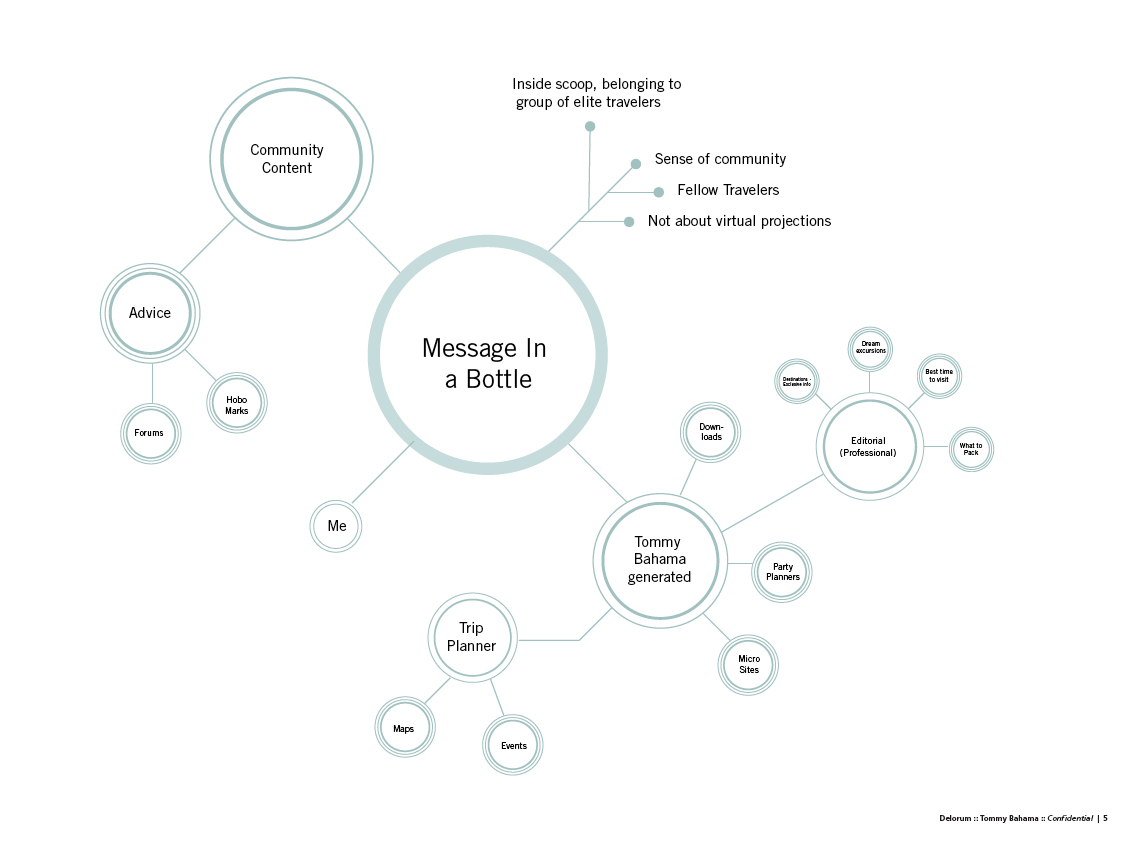 Inside scoop, belonging to
group of elite travelers
Community
Content
Sense of community
Fellow Travelers
Not about virtual projections
Advice
Message In
a Bottle
Hobo
Marks
Forums
Dream
excursions
Destinations -
Exclusive info
Best time
to visit
Down-
loads
Editorial
(Professional)
What to
Pack
Me
Tommy
Bahama
generated
Party
Planners
Trip
Planner
Micro
Sites
Maps
Events
Delorum :: Tommy Bahama :: Confidential | 5